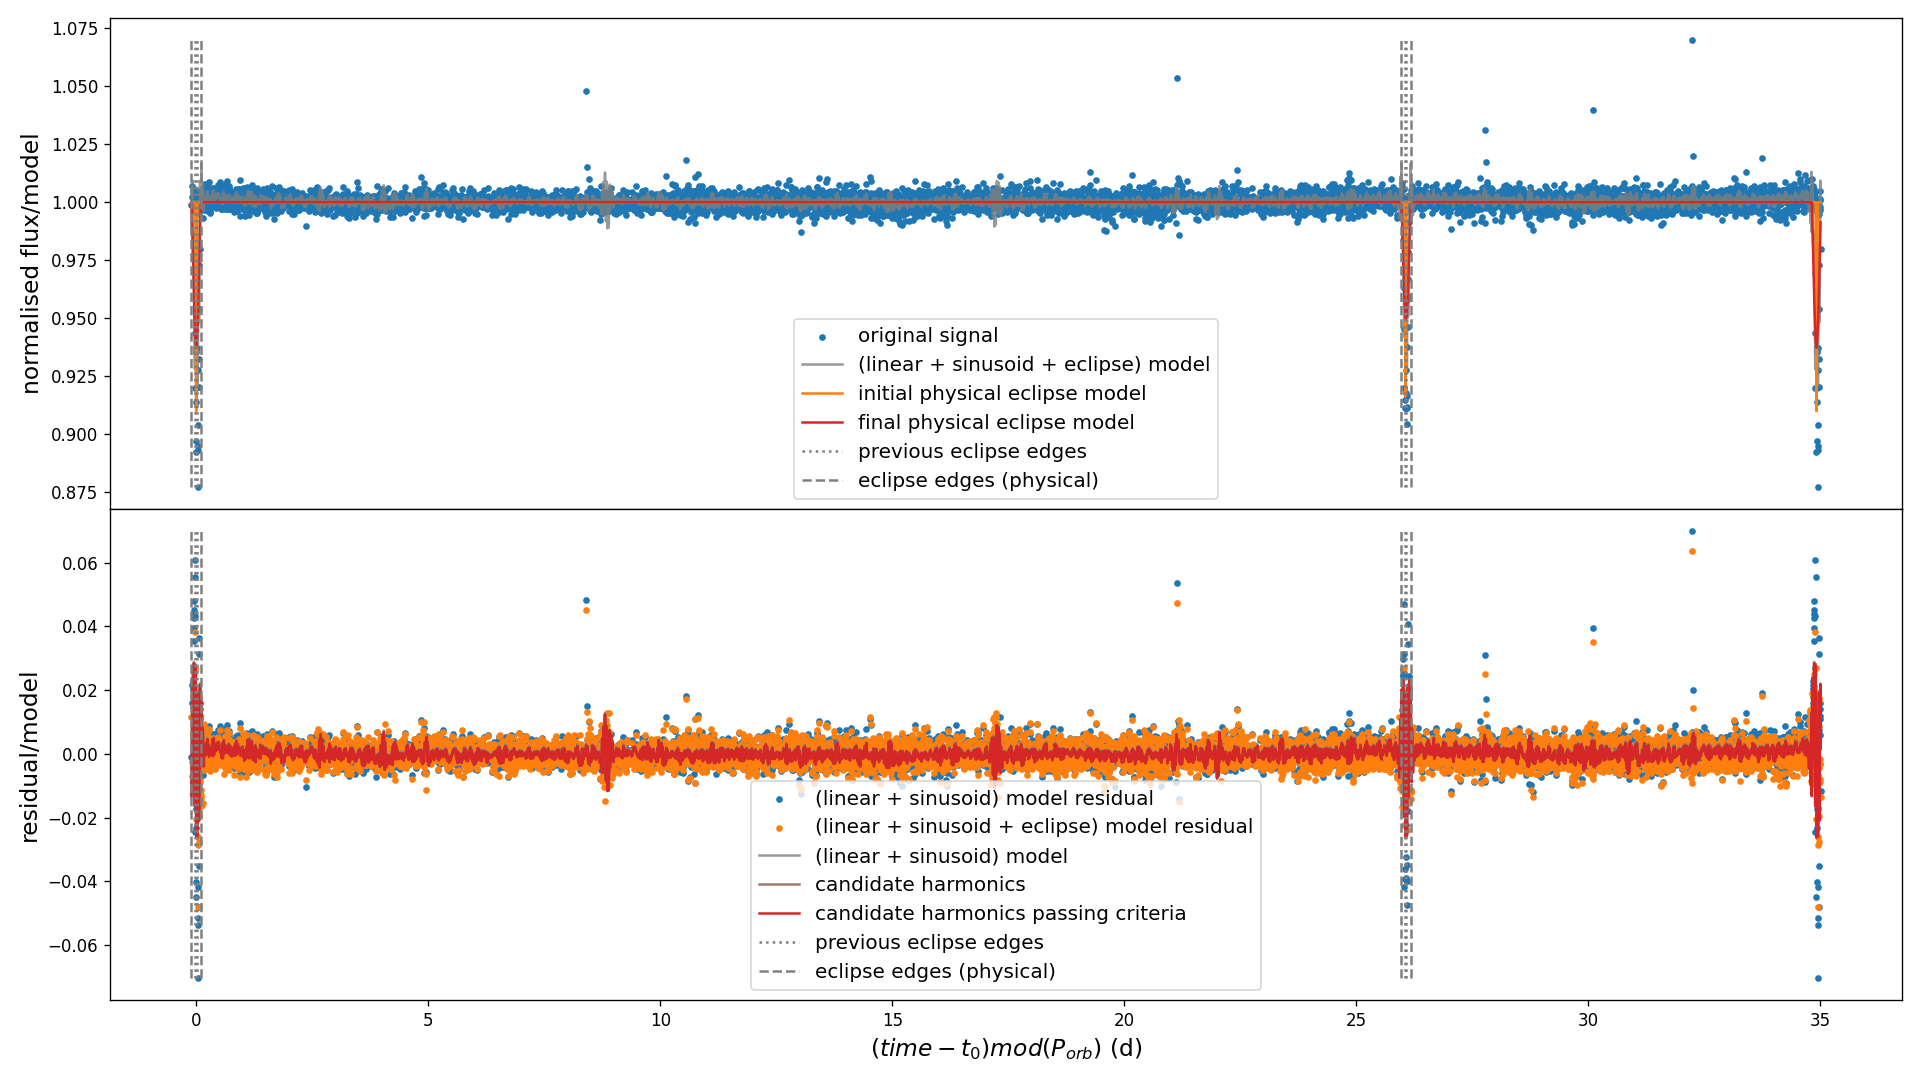 normalised flux/model
1.075
1.050
1.025
1.000
0.975
0.950
0.925
0.900
0.875
original signal
(linear + sinusoid + eclipse) model
initial physical eclipse model
final physical eclipse model
previous eclipse edges
eclipse edges (physical)
residual/model
0.06
0.04
0.02
0.00
−0.02
−0.04
−0.06
(linear + sinusoid) model residual
(linear + sinusoid + eclipse) model residual
(linear + sinusoid) model
candidate harmonics
candidate harmonics passing criteria
previous eclipse edges
eclipse edges (physical)
0 5 10 15 20 25 30 35
(time − t₀)mod(P_orb) (d)